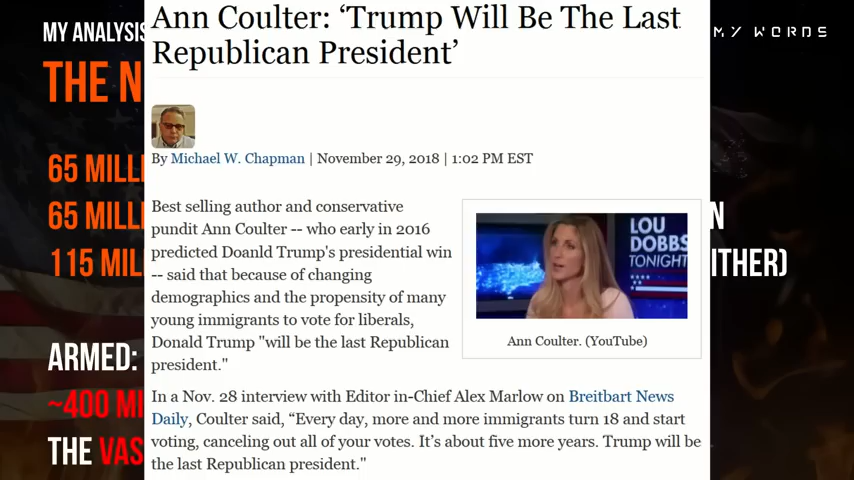 Ann Coulter: ‘Trump Will Be The Last
Republican President’
By Michael W. Chapman | November 29, 2018 | 1:02 PM EST
Best selling author and conservative
pundit Ann Coulter -- who early in 2016
predicted Doanld Trump's presidential win
-- said that because of changing
demographics and the propensity of many
young immigrants to vote for liberals,
Donald Trump "will be the last Republican
president."
LOU
DOBBS
TONIGHT
Ann Coulter. (YouTube)
In a Nov. 28 interview with Editor in-Chief Alex Marlow on Breitbart News
Daily, Coulter said, “Every day, more and more immigrants turn 18 and start
voting, canceling out all of your votes. It’s about five more years. Trump will be
the last Republican president."
MY ANALYSIS
MY WORDS
THE N
65 MILL
65 MILL
N
115 MIL
ITHER)
ARMED:
~400 MI
THE VAS